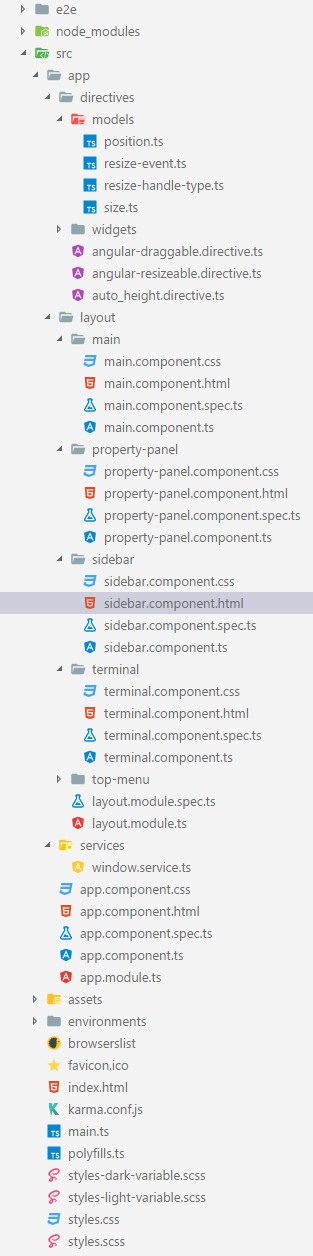 e2e
node_modules
src
app
directives
models
position.ts
resize-event.ts
resize-handle-type.ts
size.ts
widgets
angular-draggable.directive.ts
angular-resizeable.directive.ts
auto_height.directive.ts
layout
main
main.component.css
main.component.html
main.component.spec.ts
main.component.ts
property-panel
property-panel.component.css
property-panel.component.html
property-panel.component.spec.ts
property-panel.component.ts
sidebar
sidebar.component.css
sidebar.component.html
sidebar.component.spec.ts
sidebar.component.ts
terminal
terminal.component.css
terminal.component.html
terminal.component.spec.ts
terminal.component.ts
top-menu
layout.module.spec.ts
layout.module.ts
services
window.service.ts
app.component.css
app.component.html
app.component.spec.ts
app.component.ts
app.module.ts
assets
environments
browserslist
favicon.ico
index.html
karma.conf.js
main.ts
polyfills.ts
styles-dark-variable.scss
styles-light-variable.scss
styles.css
styles.scss